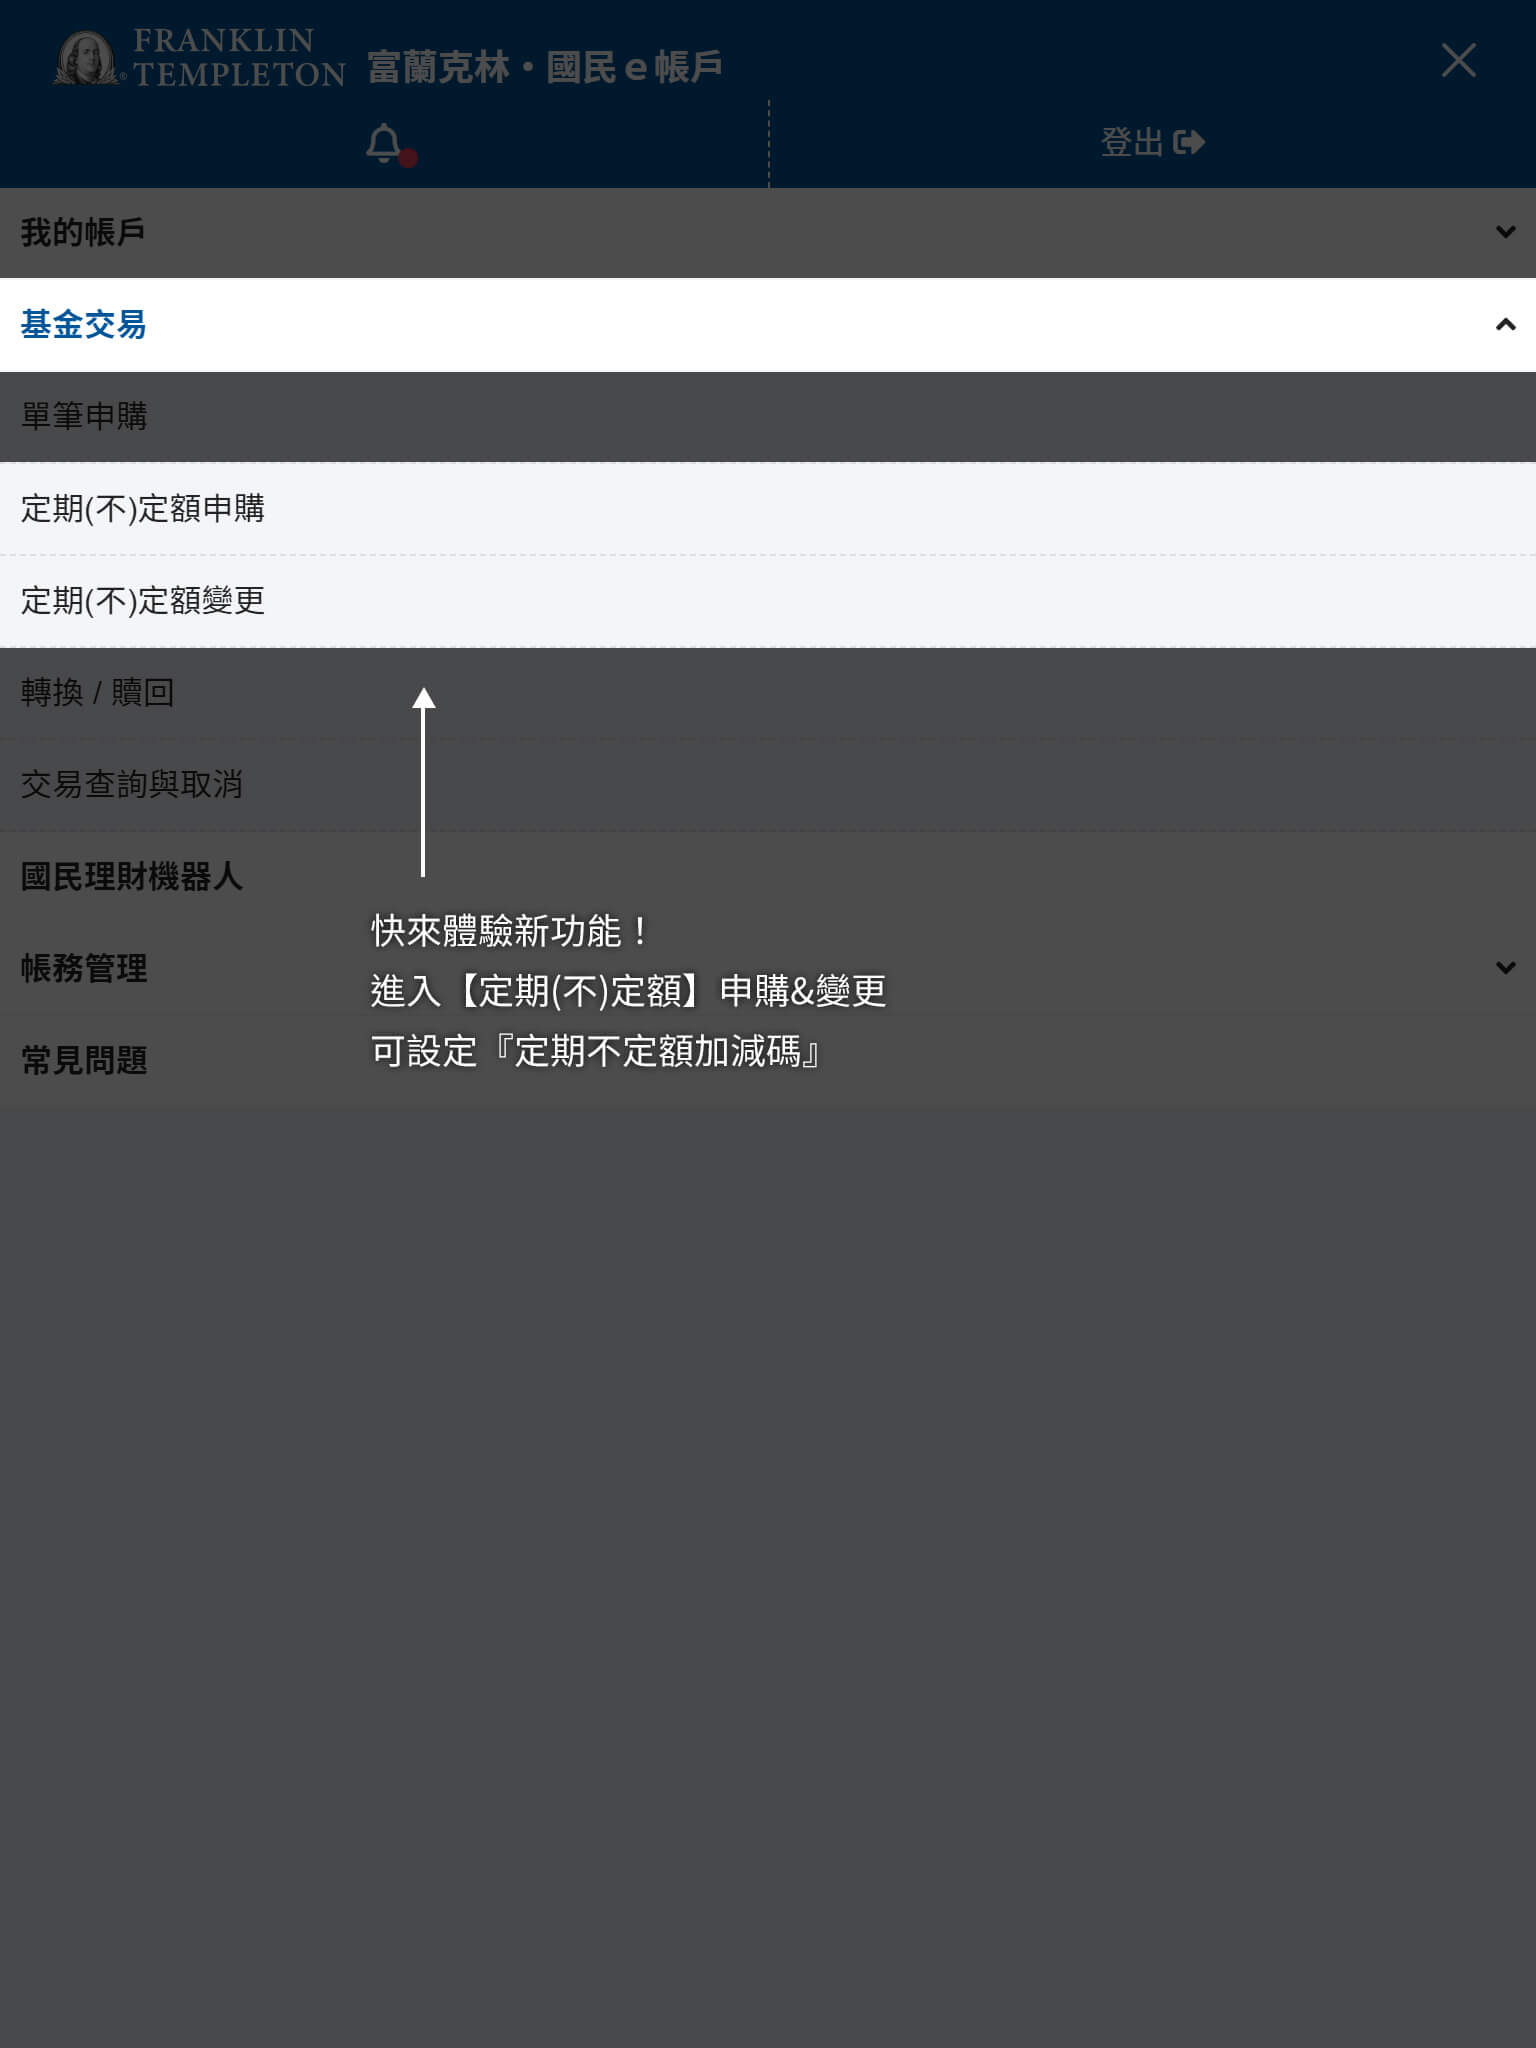 FRANKLIN
TEMPLETON
®
富蘭克林・國民e帳戶
登出
我的帳戶
基金交易
單筆申購
定期(不)定額申購
定期(不)定額變更
轉換 / 贖回
交易查詢與取消
國民理財機器人
帳務管理
常見問題
快來體驗新功能！
進入【定期(不)定額】申購&變更
可設定『定期不定額加減碼』